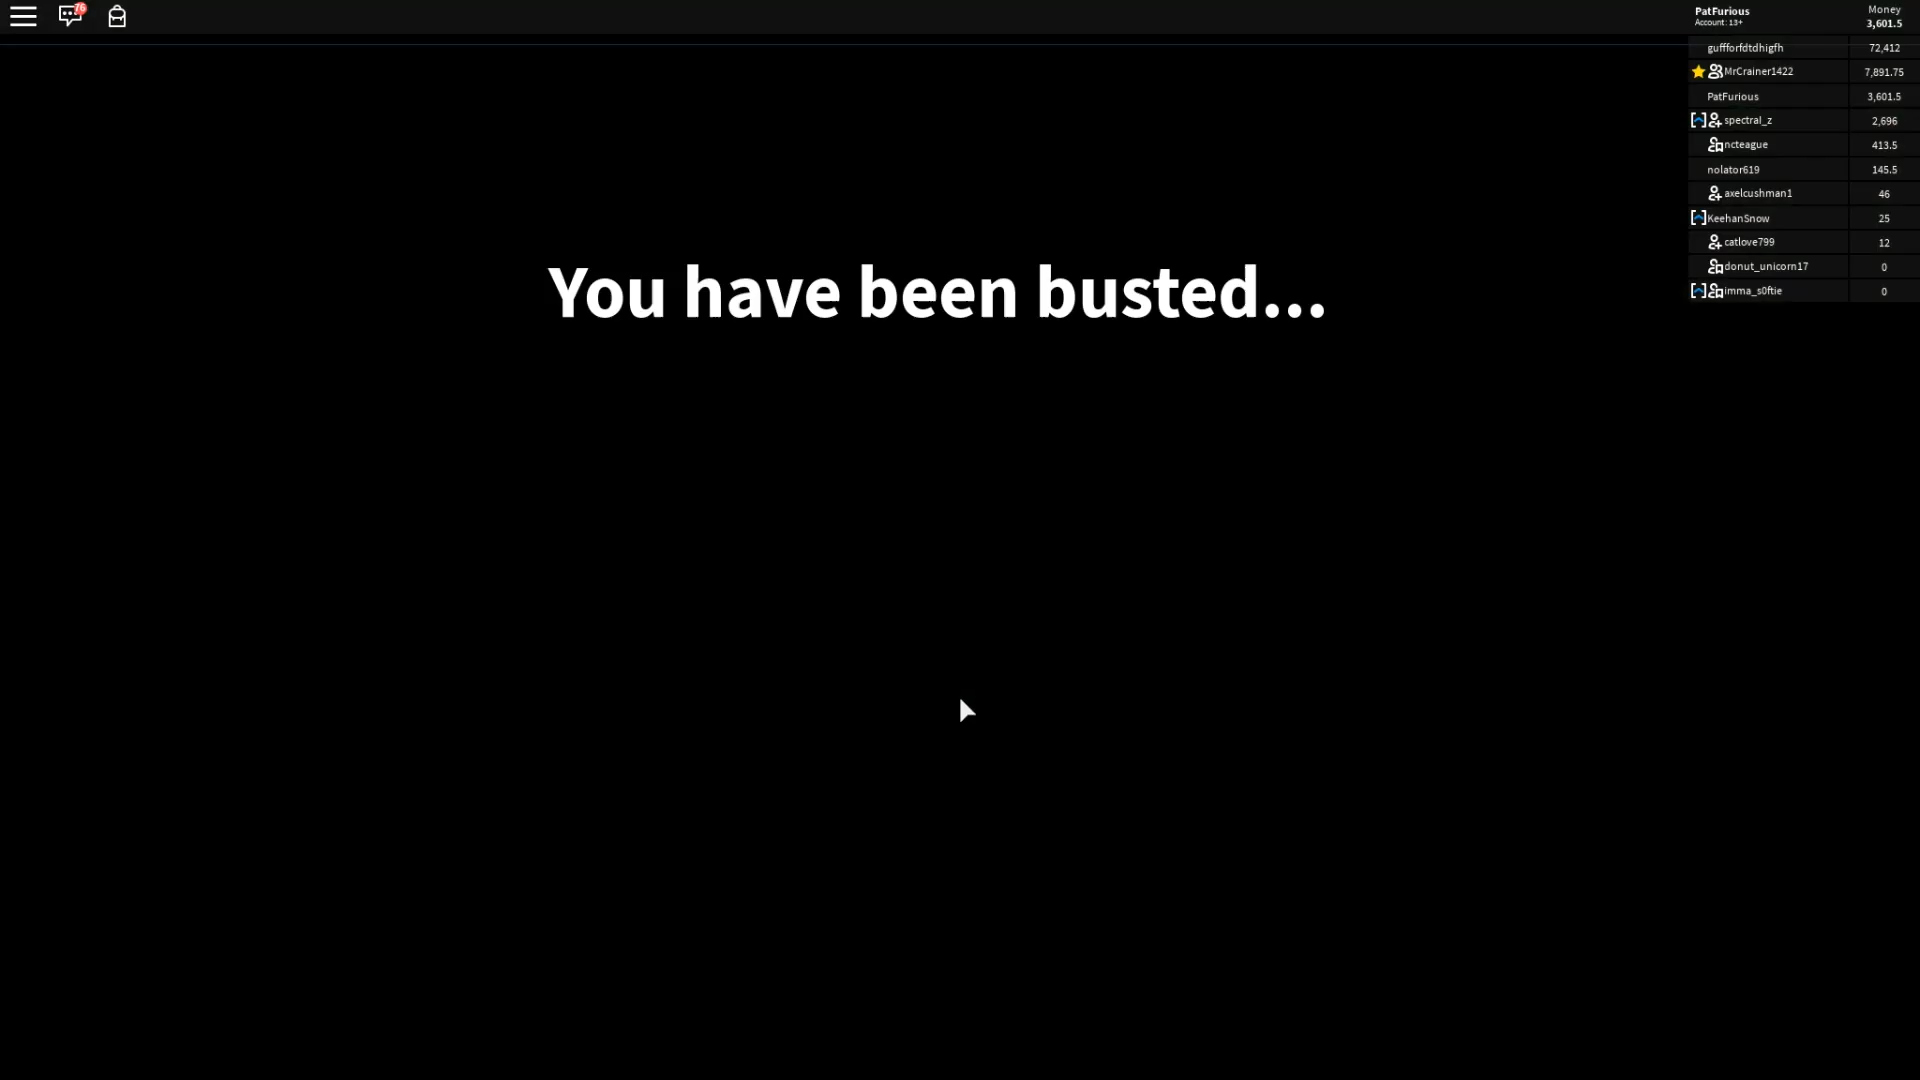 76
PatFurious Money
Account: 13+ 3,601.5
guffforfdtdhigfh 72,412
MrCrainer1422 7,891.75
PatFurious 3,601.5
spectral_z 2,696
ncteague 413.5
nolator619 145.5
axelcushman1 46
KeehanSnow 25
catlove799 12
donut_unicorn17 0
imma_s0ftie 0
You have been busted...